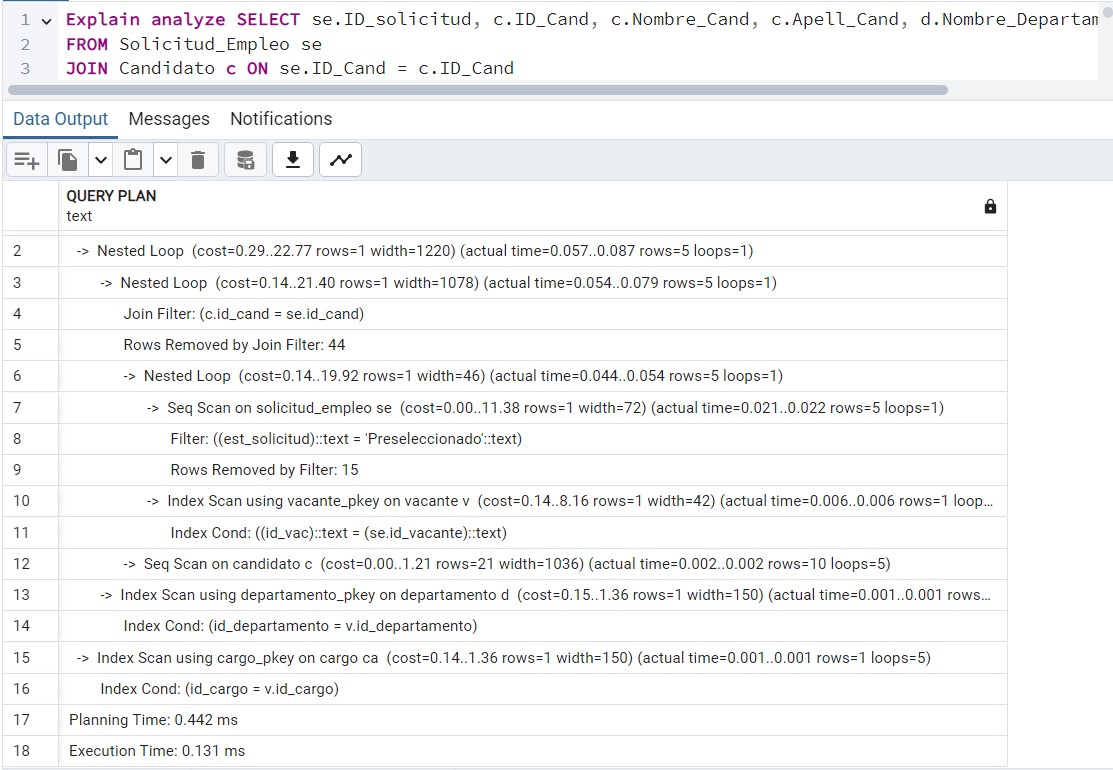 1 Explain analyze SELECT se.ID_solicitud, c.ID_Cand, c.Nombre_Cand, c.Apell_Cand, d.Nombre_Departam
2 FROM Solicitud_Empleo se
3 JOIN Candidato c ON se.ID_Cand = c.ID_Cand
Data Output Messages Notifications
QUERY PLAN
text
2 -> Nested Loop (cost=0.29..22.77 rows=1 width=1220) (actual time=0.057..0.087 rows=5 loops=1)
3 -> Nested Loop (cost=0.14..21.40 rows=1 width=1078) (actual time=0.054..0.079 rows=5 loops=1)
4 Join Filter: (c.id_cand = se.id_cand)
5 Rows Removed by Join Filter: 44
6 -> Nested Loop (cost=0.14..19.92 rows=1 width=46) (actual time=0.044..0.054 rows=5 loops=1)
7 -> Seq Scan on solicitud_empleo se (cost=0.00..11.38 rows=1 width=72) (actual time=0.021..0.022 rows=5 loops=1)
8 Filter: ((est_solicitud)::text = 'Preseleccionado'::text)
9 Rows Removed by Filter: 15
10 -> Index Scan using vacante_pkey on vacante v (cost=0.14..8.16 rows=1 width=42) (actual time=0.006..0.006 rows=1 loop...
11 Index Cond: ((id_vac)::text = (se.id_vacante)::text)
12 -> Seq Scan on candidato c (cost=0.00..1.21 rows=21 width=1036) (actual time=0.002..0.002 rows=10 loops=5)
13 -> Index Scan using departamento_pkey on departamento d (cost=0.15..1.36 rows=1 width=150) (actual time=0.001..0.001 rows...
14 Index Cond: (id_departamento = v.id_departamento)
15 -> Index Scan using cargo_pkey on cargo ca (cost=0.14..1.36 rows=1 width=150) (actual time=0.001..0.001 rows=1 loops=5)
16 Index Cond: (id_cargo = v.id_cargo)
17 Planning Time: 0.442 ms
18 Execution Time: 0.131 ms